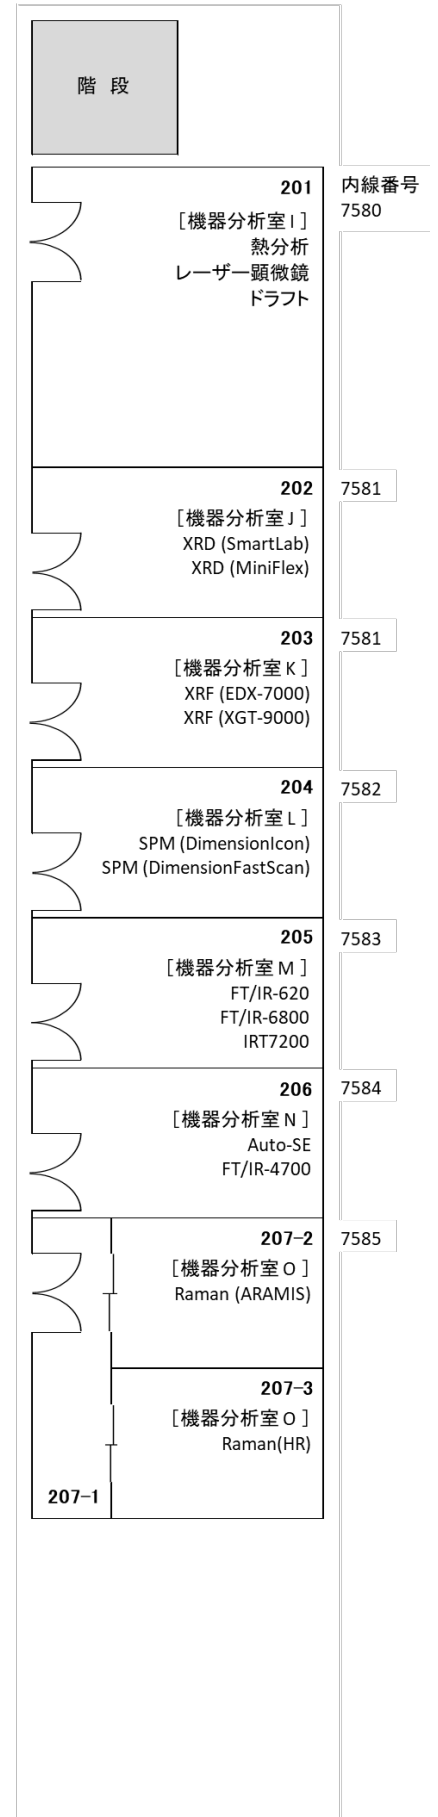 階 段
201
[機器分析室 I ]
熱分析
レーザー顕微鏡
ドラフト
内線番号
7580
202
[機器分析室 J ]
XRD (SmartLab)
XRD (MiniFlex)
7581
203
[機器分析室 K ]
XRF (EDX-7000)
XRF (XGT-9000)
7581
204
[機器分析室 L ]
SPM (DimensionIcon)
SPM (DimensionFastScan)
7582
205
[機器分析室 M ]
FT/IR-620
FT/IR-6800
IRT7200
7583
206
[機器分析室 N ]
Auto-SE
FT/IR-4700
7584
207-2
[機器分析室 O ]
Raman (ARAMIS)
7585
207-3
[機器分析室 O ]
Raman(HR)
207-1